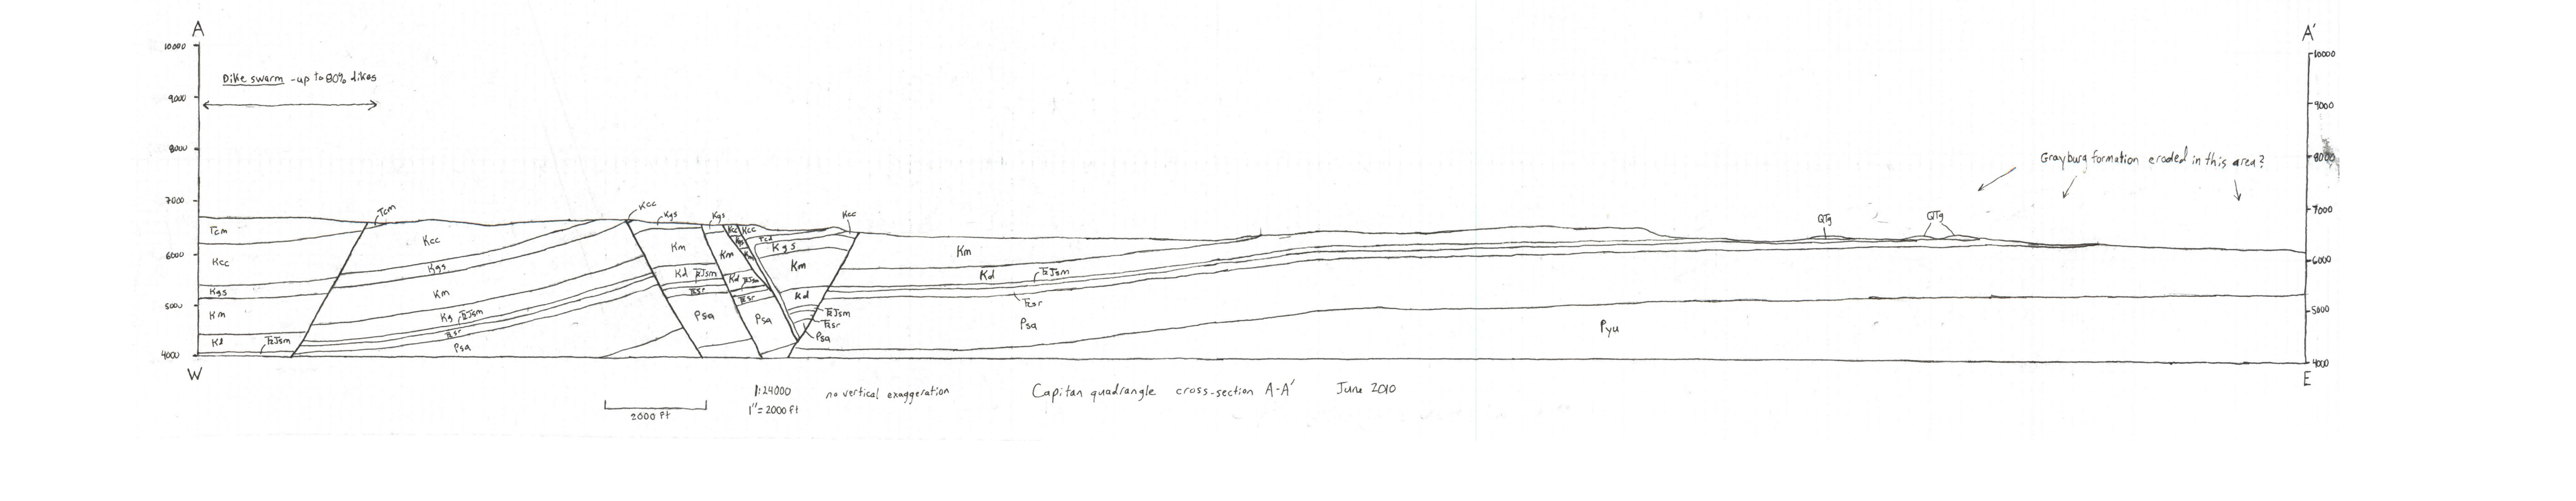 A
A'
10000
9000
8000
7000
6000
5000
4000
W
Dike swarm - up to 80% dikes
Tcm
Tcm
Kcc
Kgs
Km
Kd
TRJsm
Kcc
Kgs
Km
Kg
TRJsm
TRsr
Psa
Kcc
Kgs
Km
Kd
TRJsm
TRsr
Psa
Kgs
Km
Kd
TRJsm
TRsr
Psa
Kcc
Kcc
Tcd
Kgs
Km
Kd
TRJsm
TRsr
Psa
Kcc
Km
Kd
TRJsm
TRsr
Psa
Pyu
QTg
QTg
Grayburg formation eroded in this area?
10000
9000
8000
7000
6000
5000
4000
E
2000 ft
1:24000
1"=2000 ft
no vertical exaggeration
Capitan quadrangle cross-section A-A' June 2010